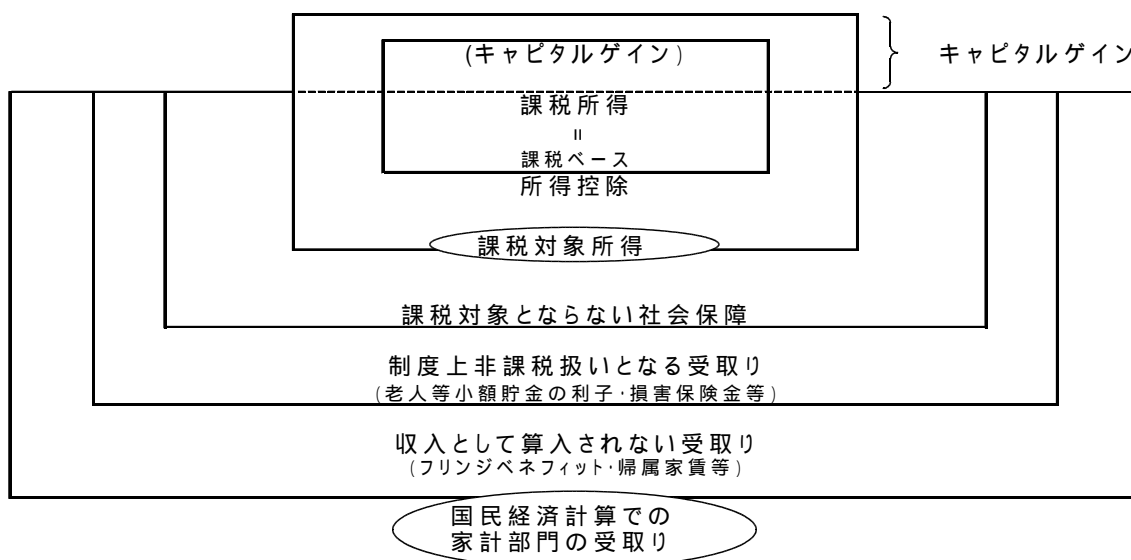 (キャピタルゲイン)
キャピタルゲイン
課税所得
=
課税ベース
所得控除
課税対象所得
課税対象とならない社会保障
制度上非課税扱いとなる受取り
(老人等小額貯金の利子・損害保険金等)
収入として算入されない受取り
(フリンジベネフィット・帰属家賃等)
国民経済計算での
家計部門の受取り